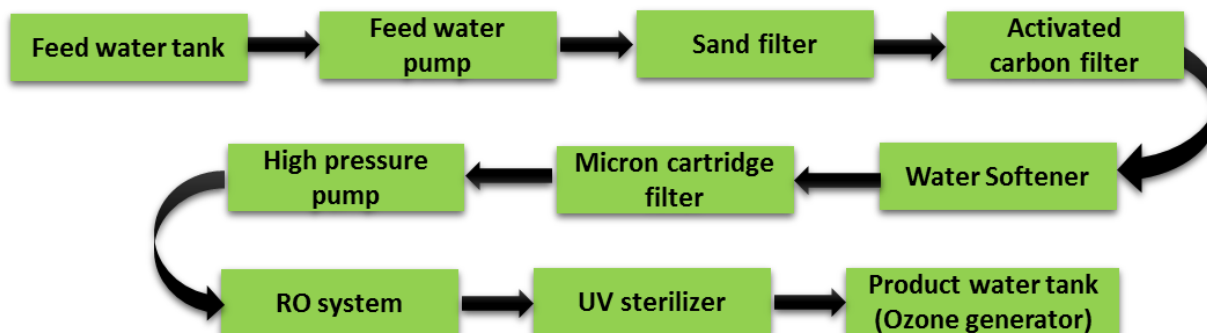 Feed water tank
Feed water
pump
Sand filter
Activated
carbon filter
Water Softener
Micron cartridge
filter
High pressure
pump
RO system
UV sterilizer
Product water tank
(Ozone generator)